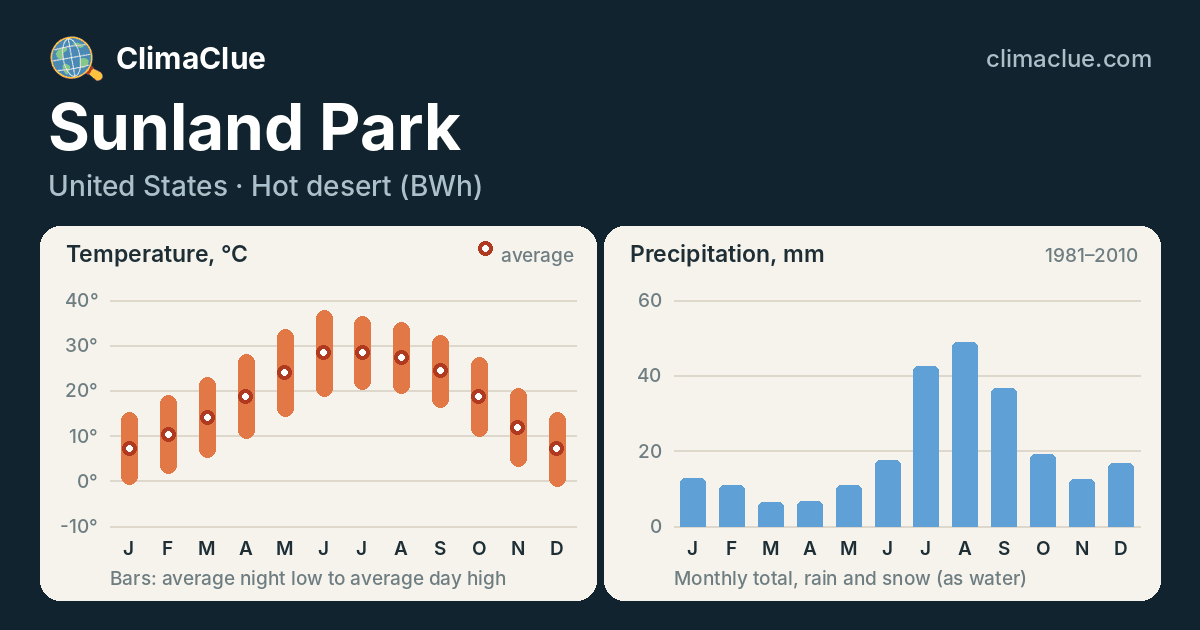 ClimaClue
climaclue.com
Sunland Park
United States · Hot desert (BWh)
Temperature, °C
average
40°
30°
20°
10°
0°
-10°
J F M A M J J A S O N D
Bars: average night low to average day high
Precipitation, mm
1981–2010
60
40
20
0
J F M A M J J A S O N D
Monthly total, rain and snow (as water)